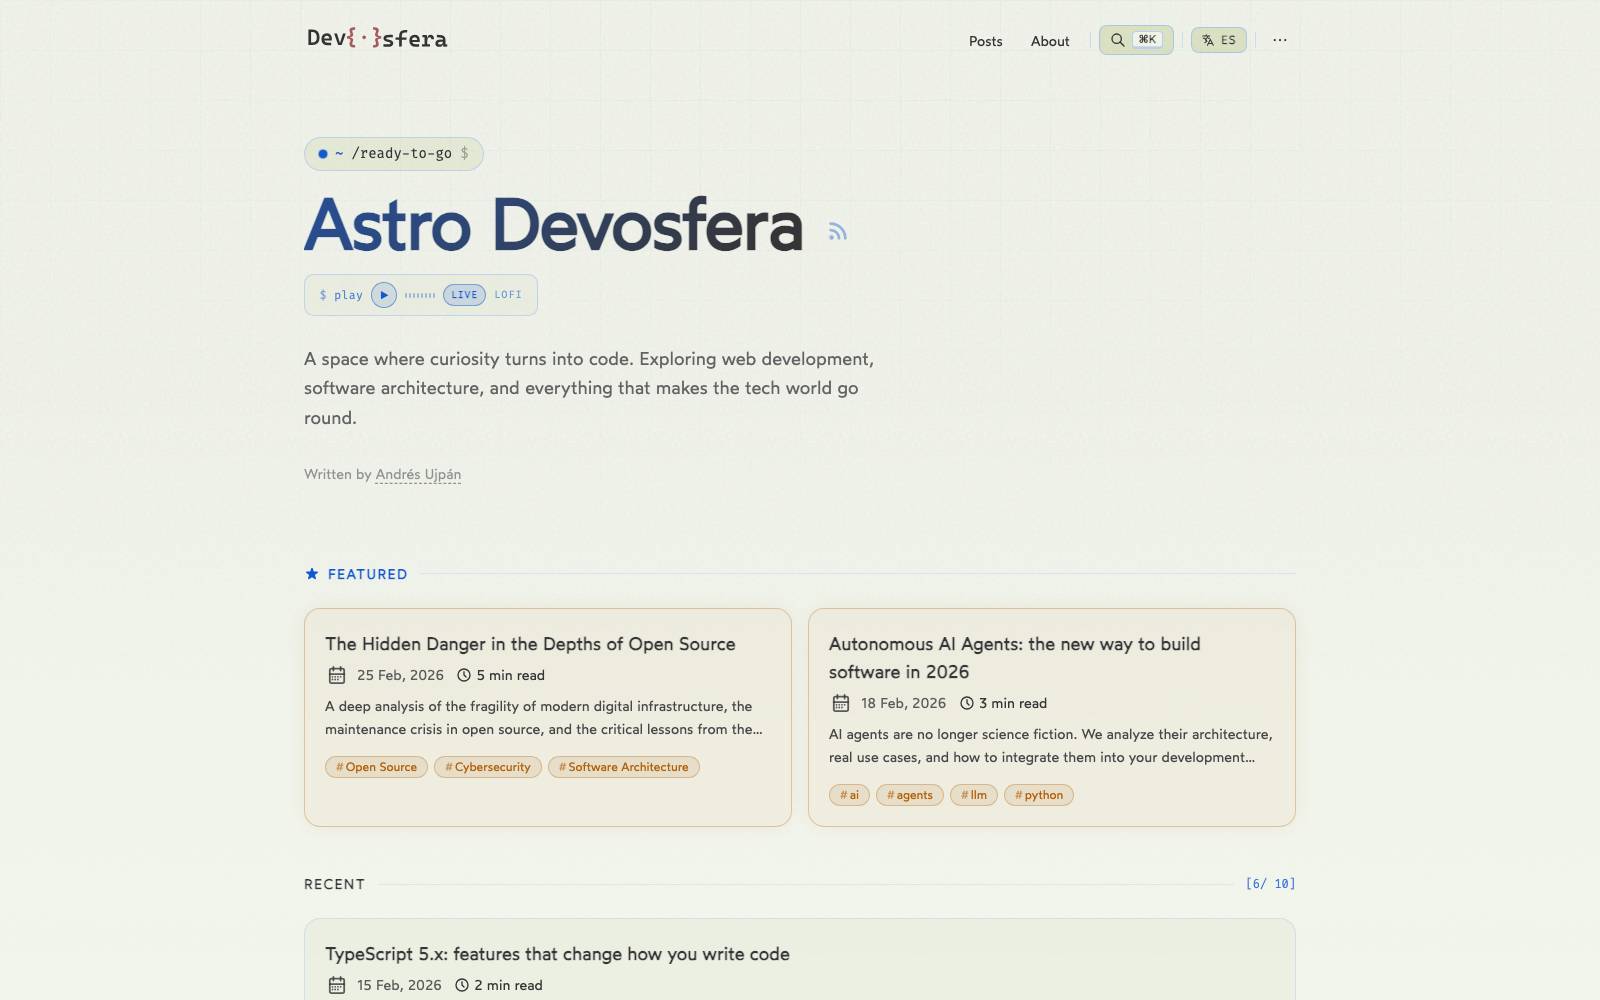 Dev{·}sfera
Posts
About
⌘K
ES
~ /ready-to-go $
Astro Devosfera
$ play
LIVE
LOFI
A space where curiosity turns into code. Exploring web development,
software architecture, and everything that makes the tech world go
round.
Written by Andrés Ujpán
FEATURED
The Hidden Danger in the Depths of Open Source
25 Feb, 2026
5 min read
A deep analysis of the fragility of modern digital infrastructure, the
maintenance crisis in open source, and the critical lessons from the...
#Open Source
#Cybersecurity
#Software Architecture
Autonomous AI Agents: the new way to build
software in 2026
18 Feb, 2026
3 min read
AI agents are no longer science fiction. We analyze their architecture,
real use cases, and how to integrate them into your development...
#ai
#agents
#llm
#python
RECENT
[6/ 10]
TypeScript 5.x: features that change how you write code
15 Feb, 2026
2 min read